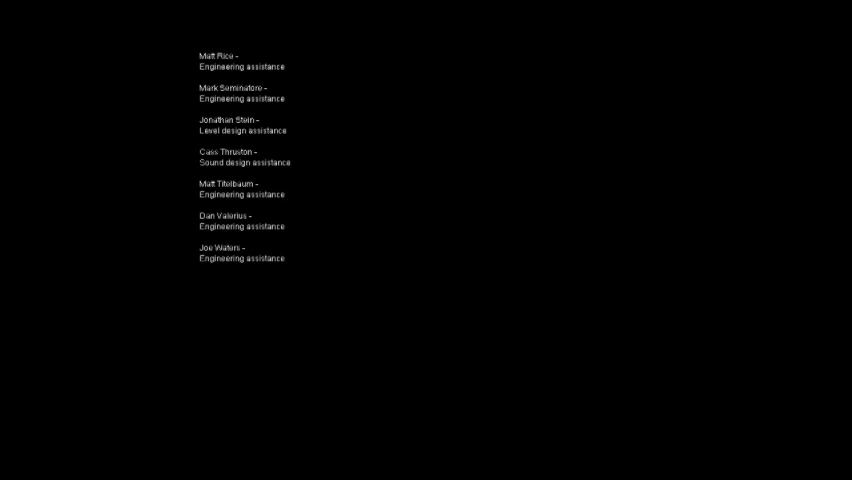 Matt Rice -
Engineering assistance
Mark Seminatore -
Engineering assistance
Jonathan Stein -
Level design assistance
Cass Thruston -
Sound design assistance
Matt Titelbaum -
Engineering assistance
Dan Valerius -
Engineering assistance
Joe Waters -
Engineering assistance